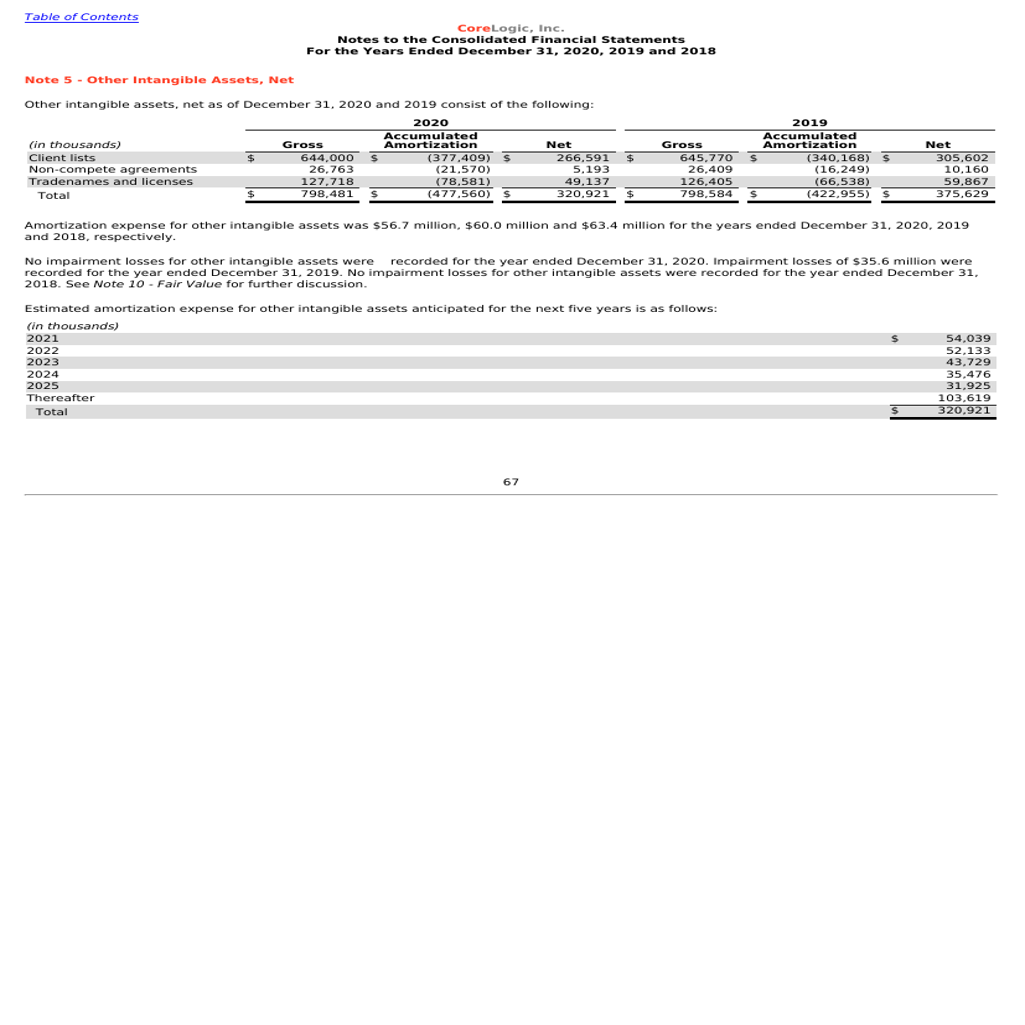 Table of Contents
CoreLogic, Inc.
Notes to the Consolidated Financial Statements
For the Years Ended December 31, 2020, 2019 and 2018
Note 5 - Other Intangible Assets, Net
Other intangible assets, net as of December 31, 2020 and 2019 consist of the following:
2020 2019
(in thousands) Gross Accumulated Amortization Net Gross Accumulated Amortization Net
Client lists $ 644,000 $ (377,409) $ 266,591 $ 645,770 $ (340,168) $ 305,602
Non-compete agreements 26,763 (21,570) 5,193 26,409 (16,249) 10,160
Tradenames and licenses 127,718 (78,581) 49,137 126,405 (66,538) 59,867
Total $ 798,481 $ (477,560) $ 320,921 $ 798,584 $ (422,955) $ 375,629
Amortization expense for other intangible assets was $56.7 million, $60.0 million and $63.4 million for the years ended December 31, 2020, 2019
and 2018, respectively.
No impairment losses for other intangible assets were recorded for the year ended December 31, 2020. Impairment losses of $35.6 million were
recorded for the year ended December 31, 2019. No impairment losses for other intangible assets were recorded for the year ended December 31,
2018. See Note 10 - Fair Value for further discussion.
Estimated amortization expense for other intangible assets anticipated for the next five years is as follows:
(in thousands)
2021 $ 54,039
2022 52,133
2023 43,729
2024 35,476
2025 31,925
Thereafter 103,619
Total $ 320,921
67